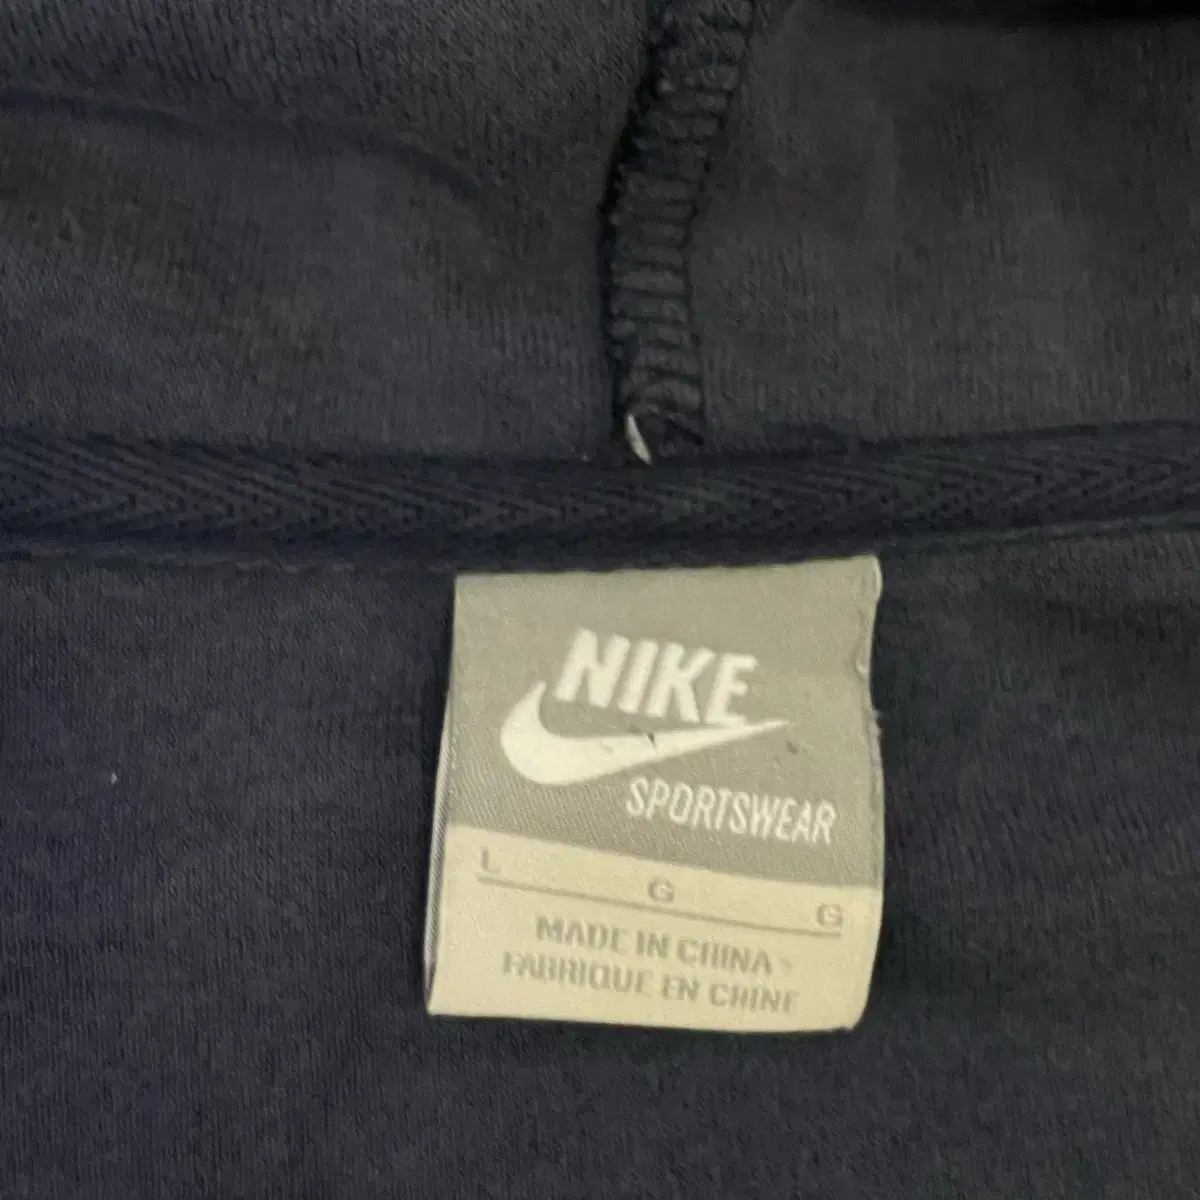 NIKE
SPORTSWEAR
L G G
MADE IN CHINA
FABRIQUE EN CHINE